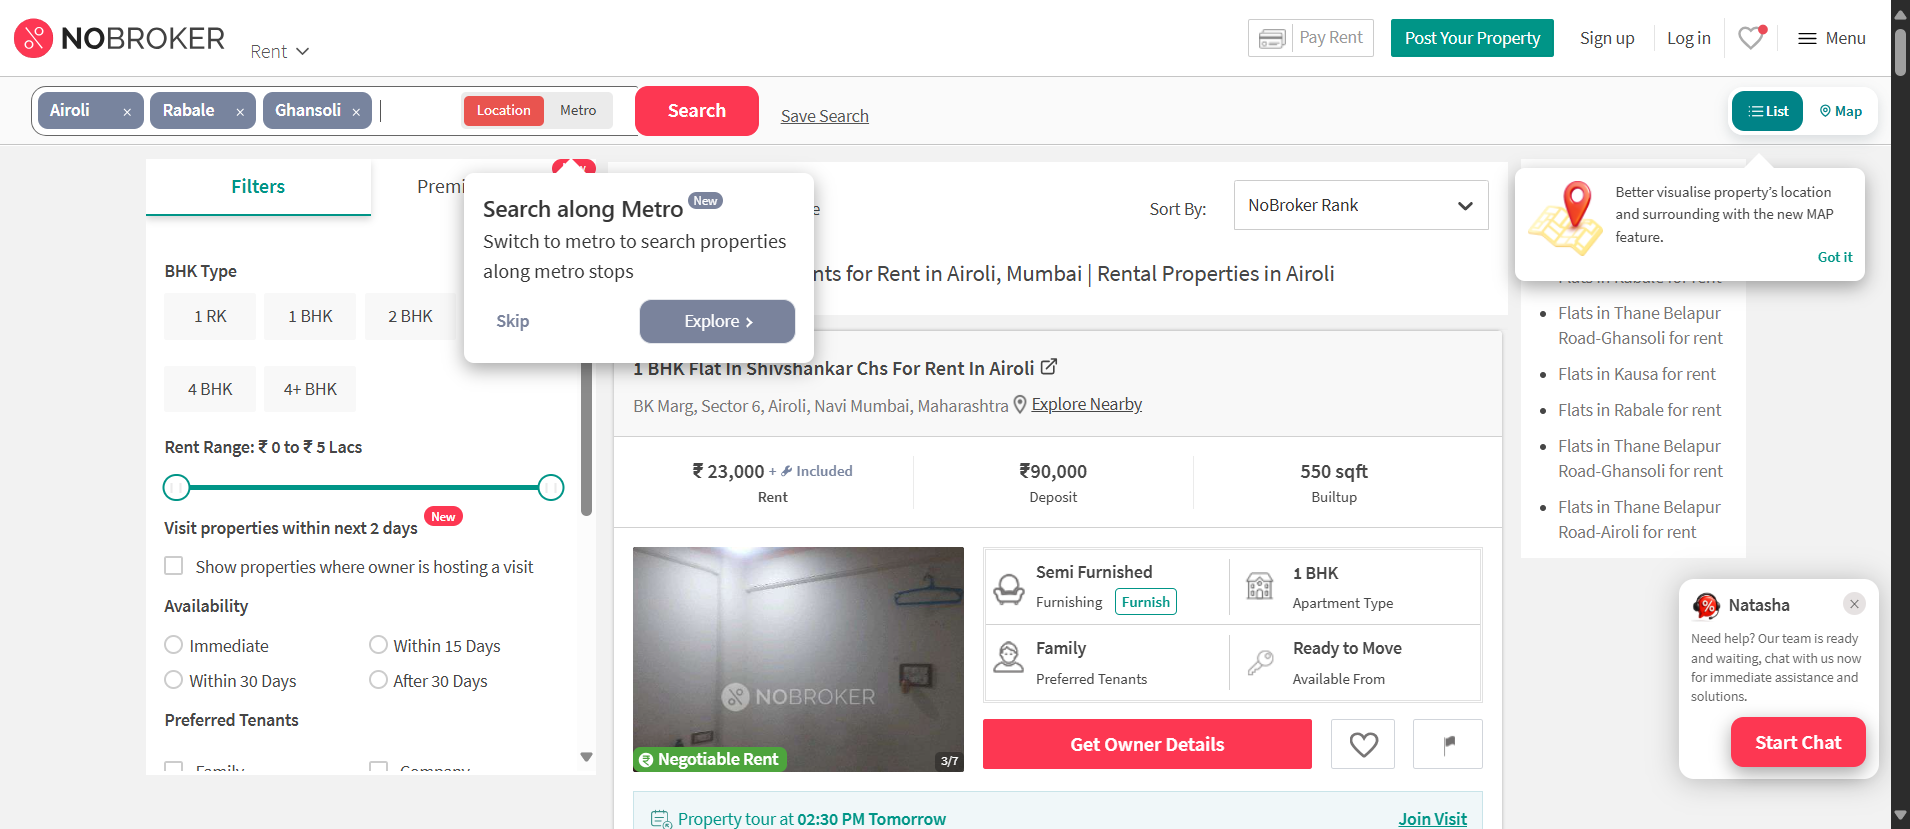 NOBROKER
Rent
Pay Rent
Post Your Property
Sign up
Log in
Menu
Airoli ×
Rabale ×
Ghansoli ×
Location
Metro
Search
Save Search
List
Map
Filters
Premi
Search along Metro New
Switch to metro to search properties
along metro stops
Skip
Explore >
Sort By:
NoBroker Rank
nts for Rent in Airoli, Mumbai | Rental Properties in Airoli
Better visualise property's location
and surrounding with the new MAP
feature.
Got it
BHK Type
1 RK
1 BHK
2 BHK
4 BHK
4+ BHK
Rent Range: ₹ 0 to ₹ 5 Lacs
Visit properties within next 2 days New
Show properties where owner is hosting a visit
Availability
Immediate
Within 15 Days
Within 30 Days
After 30 Days
Preferred Tenants
Family
Company
1 BHK Flat In Shivshankar Chs For Rent In Airoli
BK Marg, Sector 6, Airoli, Navi Mumbai, Maharashtra Explore Nearby
₹ 23,000 + Included
Rent
₹90,000
Deposit
550 sqft
Builtup
NOBROKER
Negotiable Rent
3/7
Semi Furnished
Furnishing Furnish
1 BHK
Apartment Type
Family
Preferred Tenants
Ready to Move
Available From
Get Owner Details
Property tour at 02:30 PM Tomorrow
Join Visit
Flats in Rabale for rent
Flats in Thane Belapur
Road-Ghansoli for rent
Flats in Kausa for rent
Flats in Rabale for rent
Flats in Thane Belapur
Road-Ghansoli for rent
Flats in Thane Belapur
Road-Airoli for rent
Natasha
Need help? Our team is ready
and waiting, chat with us now
for immediate assistance and
solutions.
Start Chat